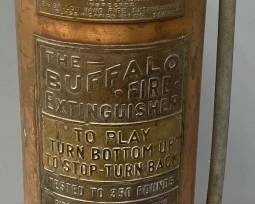 THE
BUFFALO
FIRE
EXTINGUISHER
TO PLAY
TURN BOTTOM UP
TO STOP-TURN BACK
TESTED TO 350 POUNDS